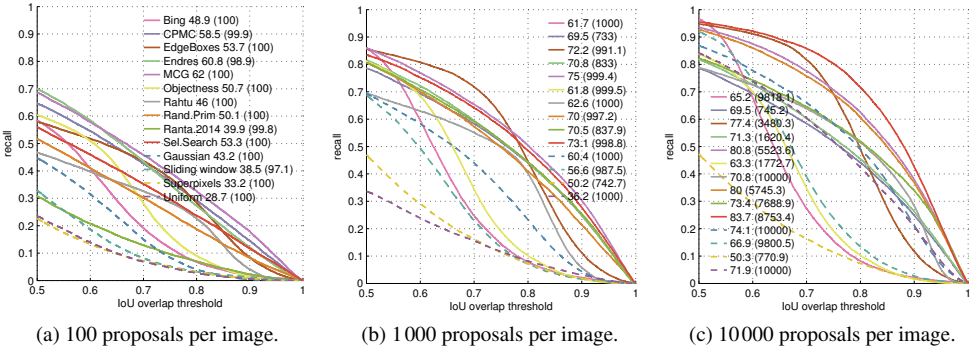 1
0.9
0.8
0.7
0.6
0.5
0.4
0.3
0.2
0.1
0
recall
Bing 48.9 (100)
CPMC 58.5 (99.9)
EdgeBoxes 53.7 (100)
Endres 60.8 (98.9)
MCG 62 (100)
Objectness 50.7 (100)
Rahtu 46 (100)
Rand.Prim 50.1 (100)
Ranta.2014 39.9 (99.8)
Sel.Search 53.3 (100)
Gaussian 43.2 (100)
Sliding window 38.5 (97.1)
Superpixels 33.2 (100)
Uniform 28.7 (100)
0.5 0.6 0.7 0.8 0.9 1
IoU overlap threshold
(a) 100 proposals per image.
1
0.9
0.8
0.7
0.6
0.5
0.4
0.3
0.2
0.1
0
recall
61.7 (1000)
69.5 (733)
72.2 (991.1)
70.8 (833)
75 (999.4)
61.8 (999.5)
62.6 (1000)
70 (997.2)
70.5 (837.9)
73.1 (998.8)
60.4 (1000)
56.6 (987.5)
50.2 (742.7)
36.2 (1000)
0.5 0.6 0.7 0.8 0.9 1
IoU overlap threshold
(b) 1 000 proposals per image.
1
0.9
0.8
0.7
0.6
0.5
0.4
0.3
0.2
0.1
0
recall
65.2 (9818.1)
69.5 (745.2)
77.4 (3480.3)
71.3 (1620.4)
80.8 (5523.6)
63.3 (1772.7)
70.8 (10000)
80 (5745.3)
73.4 (7688.9)
83.7 (8753.4)
74.1 (10000)
66.9 (9800.5)
50.3 (770.9)
71.9 (10000)
0.5 0.6 0.7 0.8 0.9 1
IoU overlap threshold
(c) 10 000 proposals per image.